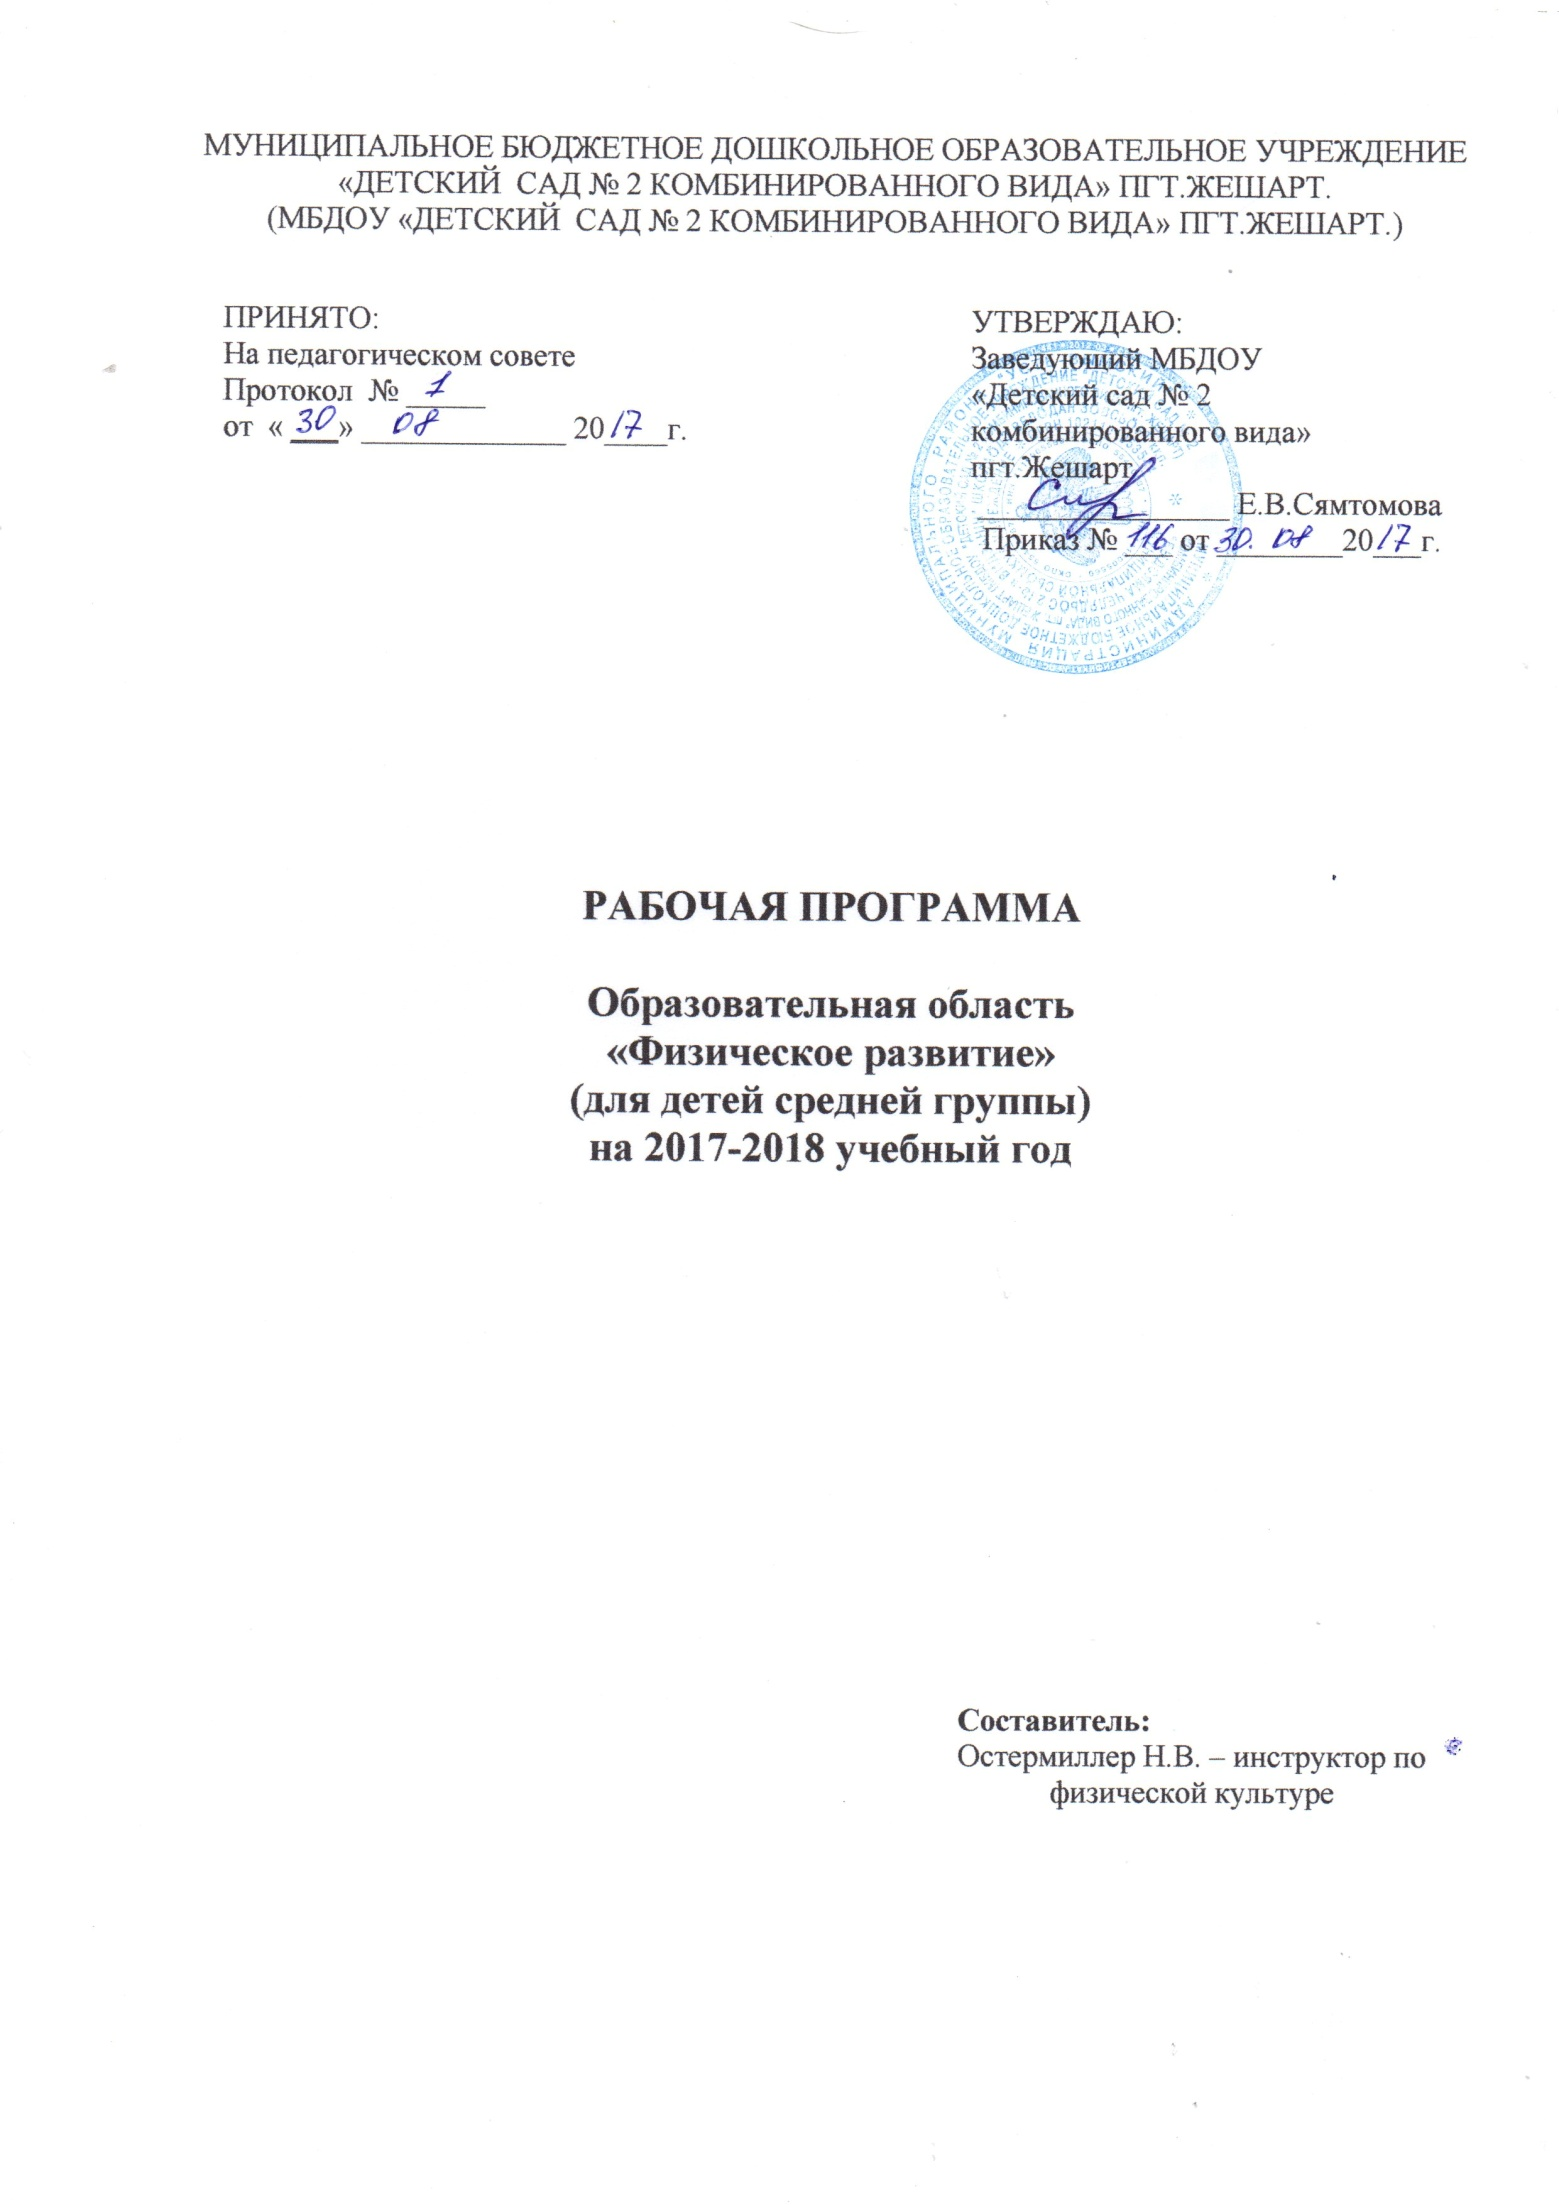 МУНИЦИПАЛЬНОЕ БЮДЖЕТНОЕ ДОШКОЛЬНОЕ ОБРАЗОВАТЕЛЬНОЕ УЧРЕЖДЕНИЕ
«ДЕТСКИЙ САД № 2 КОМБИНИРОВАННОГО ВИДА» ПГТ.ЖЕШАРТ.
(МБДОУ «ДЕТСКИЙ САД № 2 КОМБИНИРОВАННОГО ВИДА» ПГТ.ЖЕШАРТ.)
ПРИНЯТО:
На педагогическом совете
Протокол № 1
от « 30 » 08 2017 г.
УТВЕРЖДАЮ:
Заведующий МБДОУ
«Детский сад № 2
комбинированного вида»
пгт.Жешарт
Е.В.Сямтомова
Приказ № 116 от 30. 08 2017 г.
АДМИНИСТРАЦИЯ МУНИЦИПАЛЬНОГО РАЙОНА
РАБОЧАЯ ПРОГРАММА
Образовательная область
«Физическое развитие»
(для детей средней группы)
на 2017-2018 учебный год
Составитель:
Остермиллер Н.В. – инструктор по
физической культуре